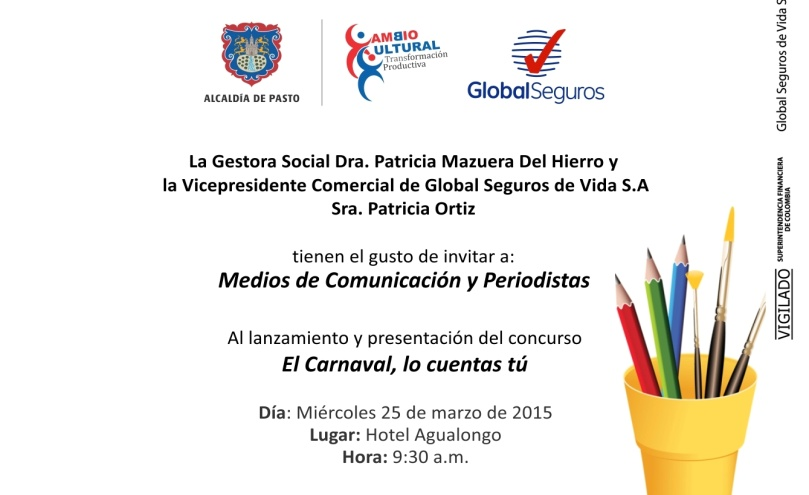 ALCALDÍA DE PASTO
CAMBIO
CULTURAL
Transformación
Productiva
GlobalSeguros
La Gestora Social Dra. Patricia Mazuera Del Hierro y
la Vicepresidente Comercial de Global Seguros de Vida S.A
Sra. Patricia Ortiz
tienen el gusto de invitar a:
Medios de Comunicación y Periodistas
Al lanzamiento y presentación del concurso
El Carnaval, lo cuentas tú
Día: Miércoles 25 de marzo de 2015
Lugar: Hotel Agualongo
Hora: 9:30 a.m.
Global Seguros de Vida S
VIGILADO
SUPERINTENDENCIA FINANCIERA
DE COLOMBIA